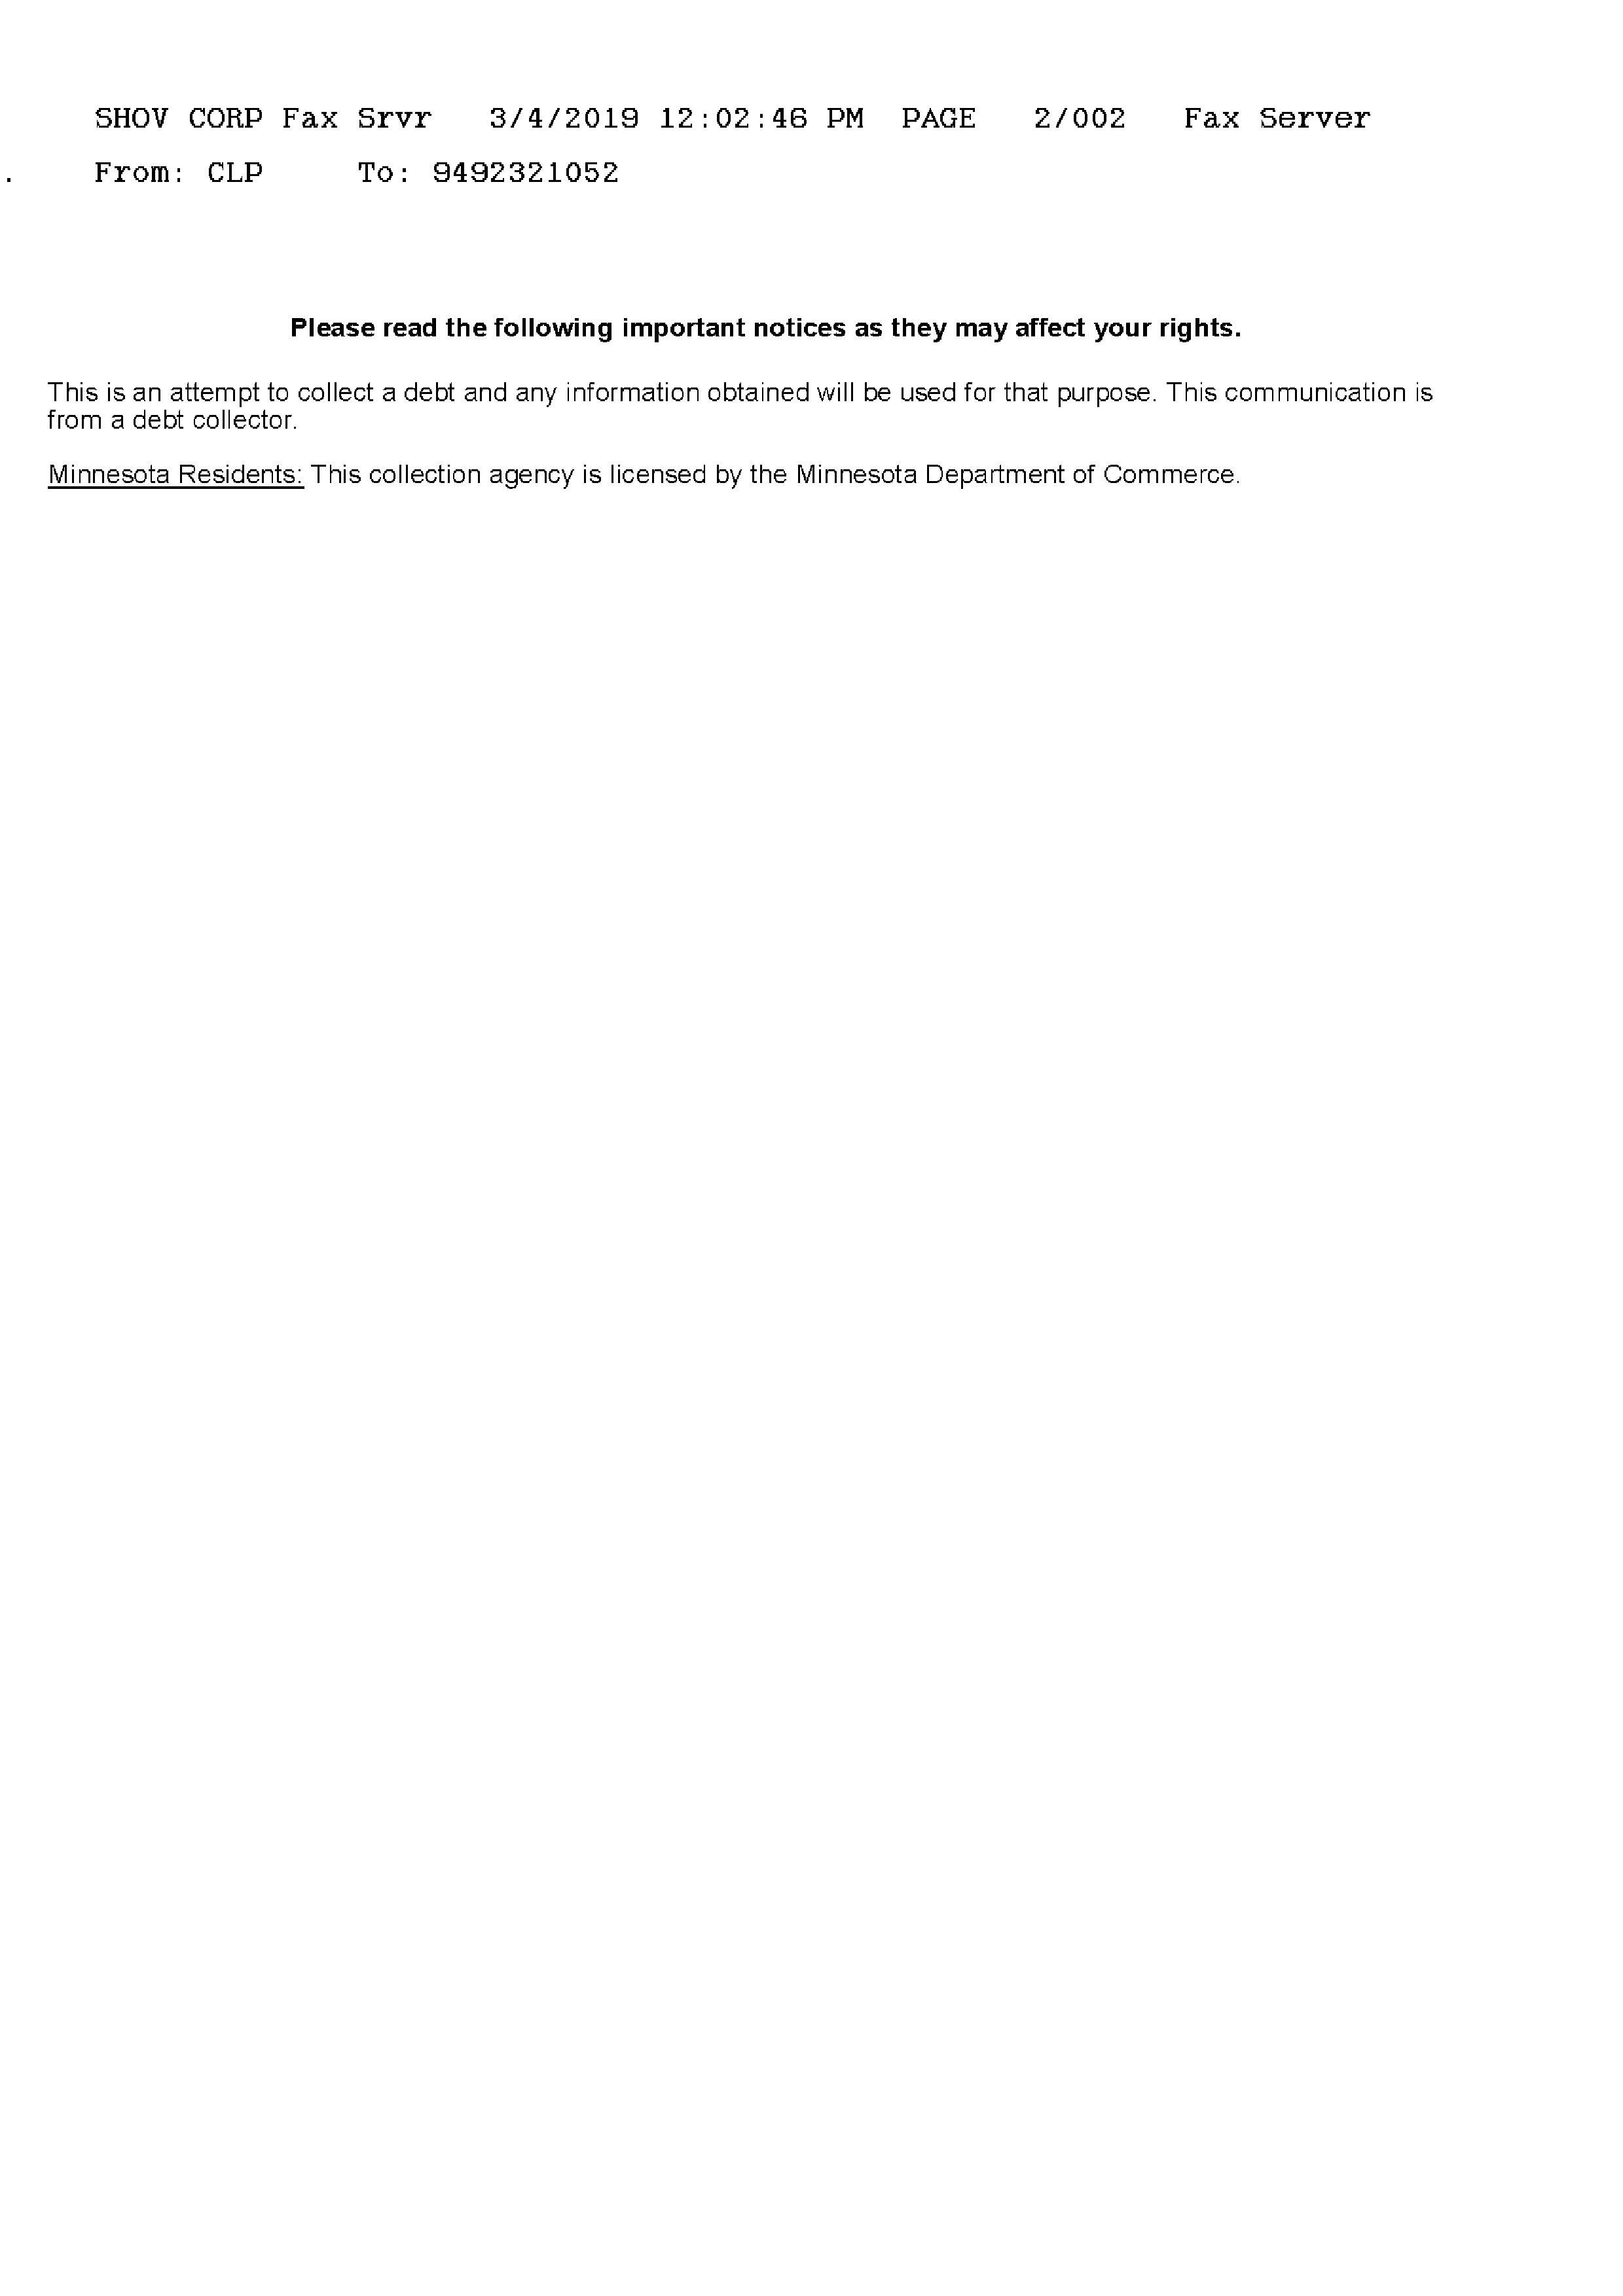 SHOV CORP Fax Srvr 3/4/2019 12:02:46 PM PAGE 2/002 Fax Server
. From: CLP To: 9492321052
Please read the following important notices as they may affect your rights.
This is an attempt to collect a debt and any information obtained will be used for that purpose. This communication is
from a debt collector.
Minnesota Residents: This collection agency is licensed by the Minnesota Department of Commerce.